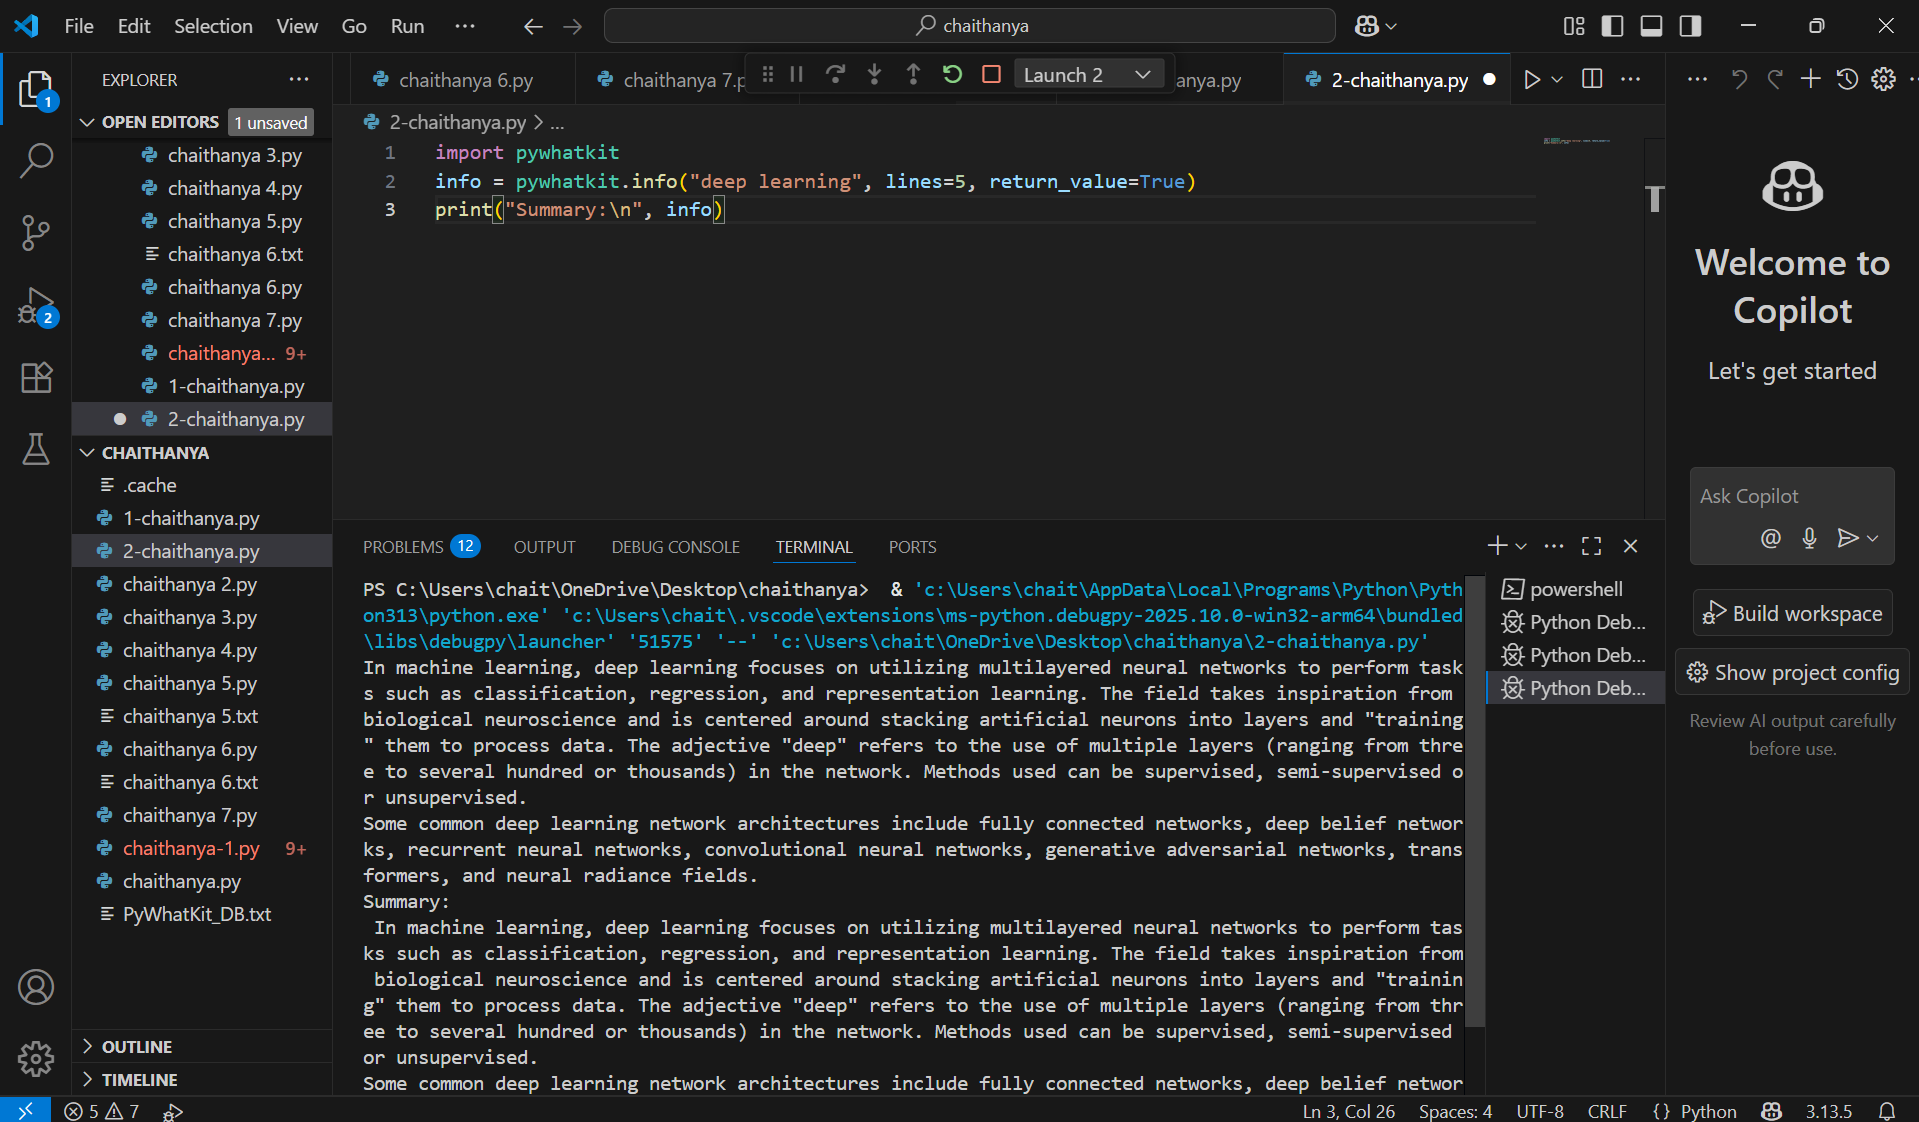 File Edit Selection View Go Run
chaithanya
EXPLORER
OPEN EDITORS 1 unsaved
chaithanya 3.py
chaithanya 4.py
chaithanya 5.py
chaithanya 6.txt
chaithanya 6.py
chaithanya 7.py
chaithanya... 9+
1-chaithanya.py
2-chaithanya.py
CHAITHANYA
.cache
1-chaithanya.py
2-chaithanya.py
chaithanya 2.py
chaithanya 3.py
chaithanya 4.py
chaithanya 5.py
chaithanya 5.txt
chaithanya 6.py
chaithanya 6.txt
chaithanya 7.py
chaithanya-1.py 9+
chaithanya.py
PyWhatKit_DB.txt
OUTLINE
TIMELINE
1
2
chaithanya 6.py chaithanya 7.p Launch 2 anya.py 2-chaithanya.py
2-chaithanya.py > ...
1 import pywhatkit
2 info = pywhatkit.info("deep learning", lines=5, return_value=True)
3 print("Summary:\n", info)
PROBLEMS 12 OUTPUT DEBUG CONSOLE TERMINAL PORTS
PS C:\Users\chait\OneDrive\Desktop\chaithanya>  & 'c:\Users\chait\AppData\Local\Programs\Python\Pyth
on313\python.exe' 'c:\Users\chait\.vscode\extensions\ms-python.debugpy-2025.10.0-win32-arm64\bundled
\libs\debugpy\launcher' '51575' '--' 'c:\Users\chait\OneDrive\Desktop\chaithanya\2-chaithanya.py'
In machine learning, deep learning focuses on utilizing multilayered neural networks to perform task
s such as classification, regression, and representation learning. The field takes inspiration from
biological neuroscience and is centered around stacking artificial neurons into layers and "training
" them to process data. The adjective "deep" refers to the use of multiple layers (ranging from thre
e to several hundred or thousands) in the network. Methods used can be supervised, semi-supervised o
r unsupervised.
Some common deep learning network architectures include fully connected networks, deep belief networ
ks, recurrent neural networks, convolutional neural networks, generative adversarial networks, trans
formers, and neural radiance fields.
Summary:
In machine learning, deep learning focuses on utilizing multilayered neural networks to perform tas
ks such as classification, regression, and representation learning. The field takes inspiration from
biological neuroscience and is centered around stacking artificial neurons into layers and "trainin
g" them to process data. The adjective "deep" refers to the use of multiple layers (ranging from thr
ee to several hundred or thousands) in the network. Methods used can be supervised, semi-supervised
or unsupervised.
Some common deep learning network architectures include fully connected networks, deep belief networ
powershell
Python Deb...
Python Deb...
Python Deb...
Welcome to
Copilot
Let's get started
Ask Copilot
Build workspace
Show project config
Review AI output carefully
before use.
5 7
Ln 3, Col 26 Spaces: 4 UTF-8 CRLF {} Python 3.13.5